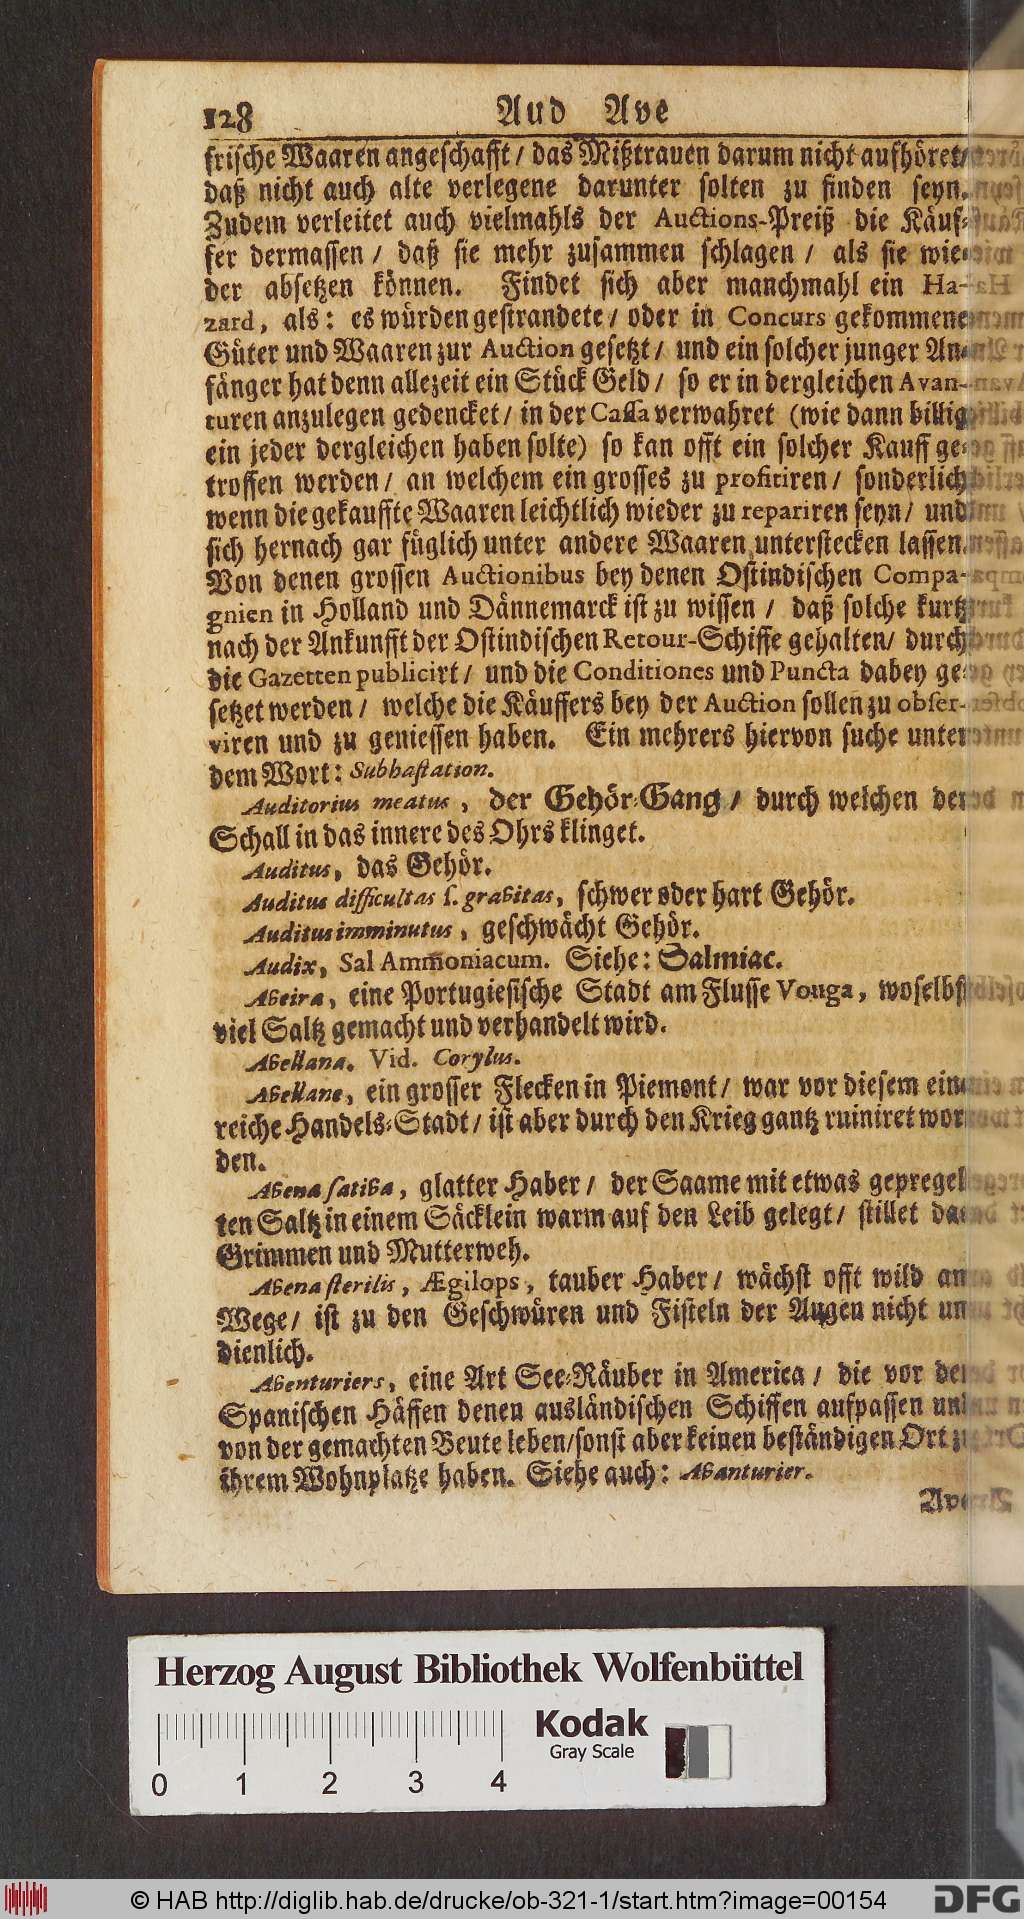 128 Aud Ave
frische Waaren angeschafft / das Mißtrauen darum nicht aufhöret /
daß nicht auch alte verlegene darunter solten zu finden seyn.
Zudem verleitet auch vielmahls der Auctions-Preiß die Käuf-
fer dermassen / daß sie mehr zusammen schlagen / als sie wie-
der absetzen können. Findet sich aber manchmahl ein Ha-
zard, als: es würden gestrandete / oder in Concurs gekommene
Güter und Waaren zur Auction gesetzt / und ein solcher junger An-
fänger hat denn allezeit ein Stück Geld / so er in dergleichen Avan-
turen anzulegen gedencket / in der Cassa verwahret (wie dann billig
ein jeder dergleichen haben solte) so kan offt ein solcher Kauff ge-
troffen werden / an welchem ein grosses zu profitiren / sonderlich
wenn die gekauffte Waaren leichtlich wieder zu repariren seyn / und
sich hernach gar füglich unter andere Waaren unterstecken lassen.
Von denen grossen Auctionibus bey denen Ostindischen Compa-
gnien in Holland und Dännemarck ist zu wissen / daß solche kurtz
nach der Ankunfft der Ostindischen Retour-Schiffe gehalten / durch
die Gazetten publicirt / und die Conditiones und Puncta dabey ge-
setzet werden / welche die Käuffers bey der Auction sollen zu obser-
viren und zu geniessen haben. Ein mehrers hiervon suche unter
dem Wort: Subhastation.
Auditorius meatus, der Gehör-Gang / durch welchen der
Schall in das innere des Ohrs klinget.
Auditus, das Gehör.
Auditus difficultas s. gravitas, schwer oder hart Gehör.
Auditus imminutus, geschwächt Gehör.
Audix, Sal Ammoniacum. Siehe: Salmiac.
Aveira, eine Portugiesische Stadt am Flusse Vouga, woselbst
viel Saltz gemacht und verhandelt wird.
Avellana. Vid. Corylus.
Avellane, ein grosser Flecken in Piemont / war vor diesem eine
reiche Handels-Stadt / ist aber durch den Krieg gantz ruiniret wor
den.
Avena sativa, glatter Haber / der Saame mit etwas gepregel
ten Saltz in einem Säcklein warm auf den Leib gelegt / stillet das
Grimmen und Mutterweh.
Avena sterilis, Ægilops, tauber Haber / wächst offt wild am
Wege / ist zu den Geschwüren und Fisteln der Augen nicht un
dienlich.
Aventuriers, eine Art See-Räuber in America / die vor den
Spanischen Häffen denen ausländischen Schiffen aufpassen und
von der gemachten Beute leben / sonst aber keinen beständigen Ort zu
ihrem Wohnplatze haben. Siehe auch: Avanturier.
Ave
Herzog August Bibliothek Wolfenbüttel
Kodak
Gray Scale
0 1 2 3 4
© HAB http://diglib.hab.de/drucke/ob-321-1/start.htm?image=00154
DFG